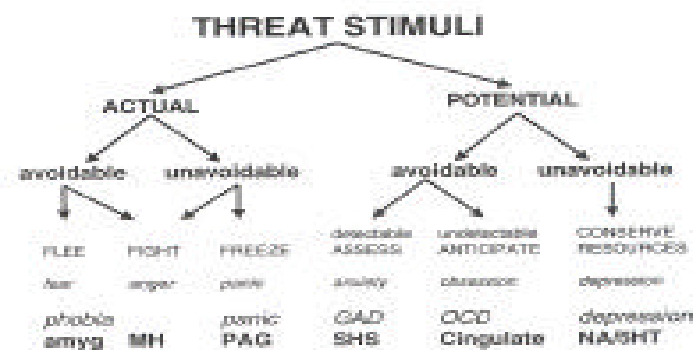 THREAT STIMULI
ACTUAL POTENTIAL
avoidable unavoidable avoidable unavoidable
detectable undetectable CONSERVE
FLEE FIGHT FREEZE ASSESS ANTICIPATE RESOURCES
fear anger panic anxiety depression
phobia panic GAD OCD depression
amyg MH PAG SHS Cingulate NA/5HT